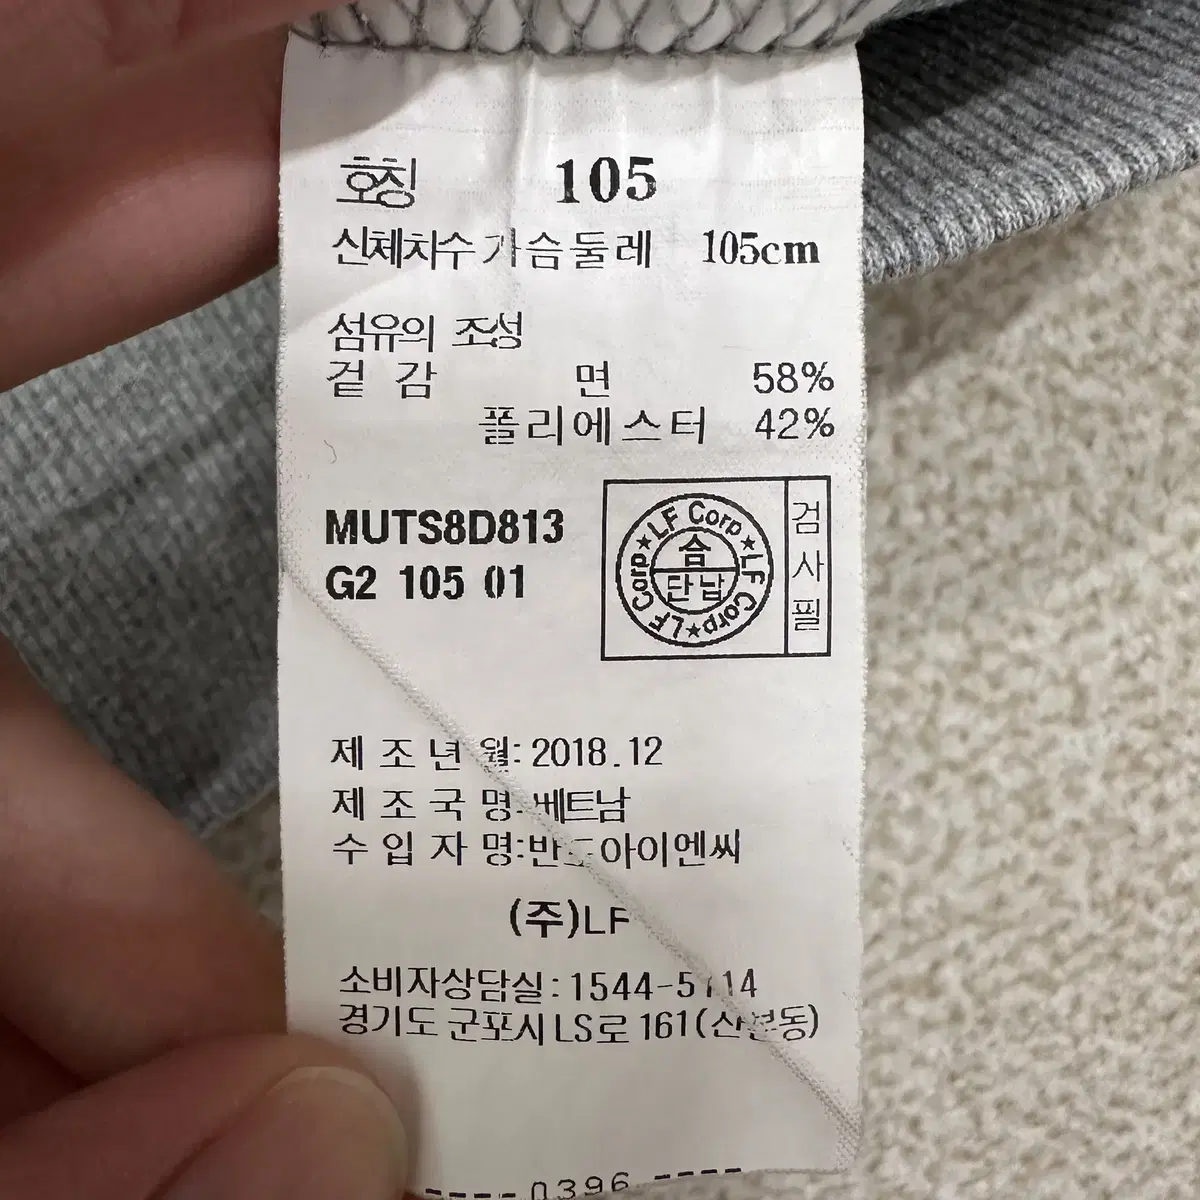 호칭 105
신체치수 가슴둘레 105cm
섬유의 조성
겉 감 면 58%
폴리에스터 42%
MUTS8D813
G2 105 01
LF Corp★LF Corp★LF Corp★
단납
검사필
제 조 년 월: 2018.12
제 조 국 명: 베트남
수 입 자 명:반도아이엔씨
(주)LF
소비자상담실: 1544-5114
경기도 군포시 LS로 161(산본동)
----0396----